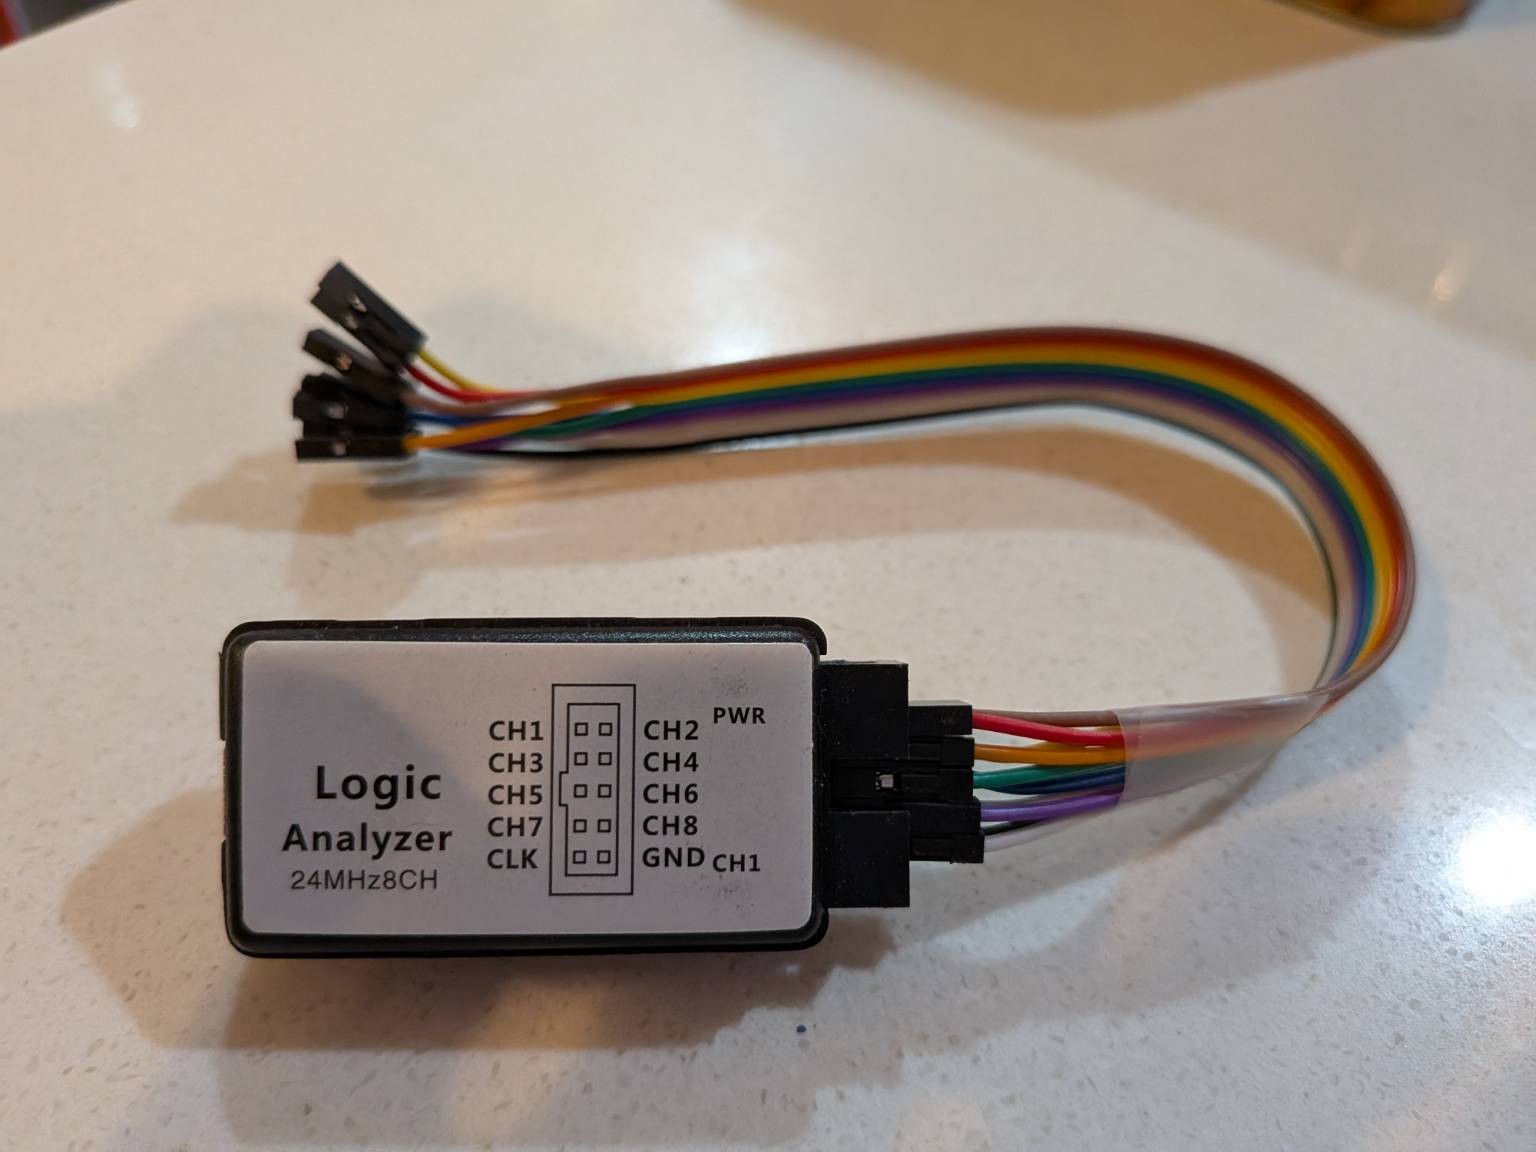 Logic
Analyzer
24MHz8CH
CH1 CH2
CH3 CH4
CH5 CH6
CH7 CH8
CLK GND
PWR
CH1